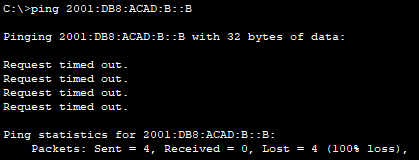 C:\>ping 2001:DB8:ACAD:B::B
Pinging 2001:DB8:ACAD:B::B with 32 bytes of data:
Request timed out.
Request timed out.
Request timed out.
Request timed out.
Ping statistics for 2001:DB8:ACAD:B::B:
Packets: Sent = 4, Received = 0, Lost = 4 (100% loss),